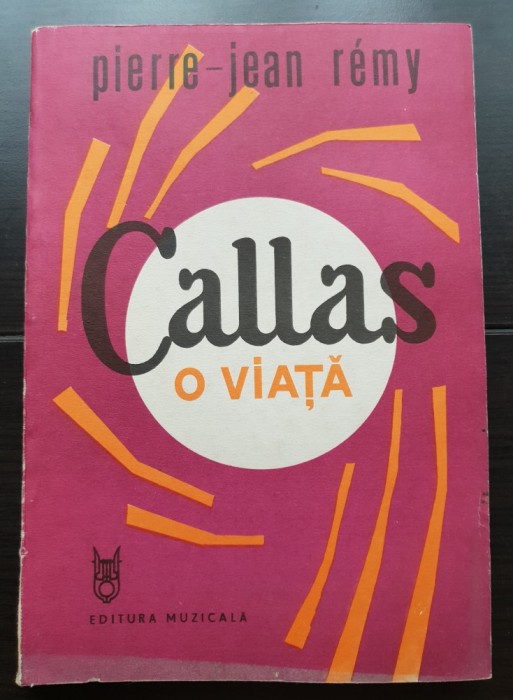 pierre-jean rémy
Callas
O ViAȚĂ
EDITURA MUZICALĂ